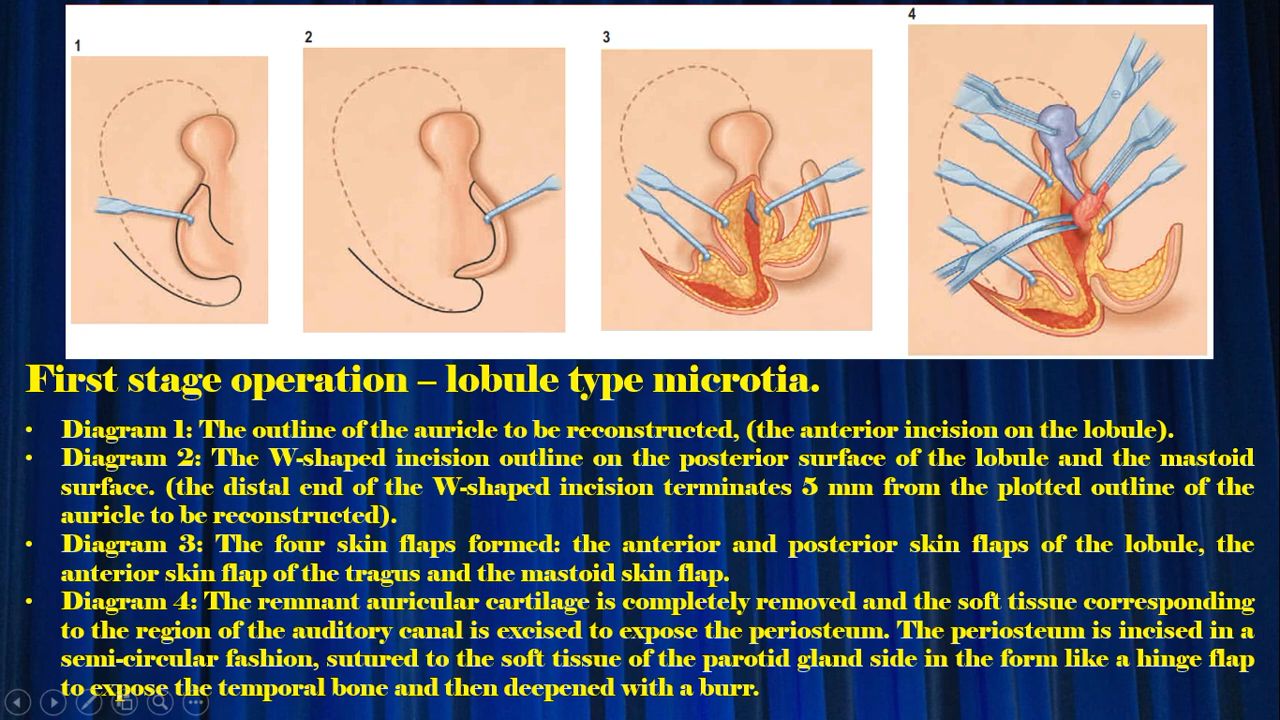 1
2
3
4
First stage operation – lobule type microtia.
• Diagram 1: The outline of the auricle to be reconstructed, (the anterior incision on the lobule).
• Diagram 2: The W-shaped incision outline on the posterior surface of the lobule and the mastoid
surface. (the distal end of the W-shaped incision terminates 5 mm from the plotted outline of the
auricle to be reconstructed).
• Diagram 3: The four skin flaps formed: the anterior and posterior skin flaps of the lobule, the
anterior skin flap of the tragus and the mastoid skin flap.
• Diagram 4: The remnant auricular cartilage is completely removed and the soft tissue corresponding
to the region of the auditory canal is excised to expose the periosteum. The periosteum is incised in a
semi-circular fashion, sutured to the soft tissue of the parotid gland side in the form like a hinge flap
to expose the temporal bone and then deepened with a burr.